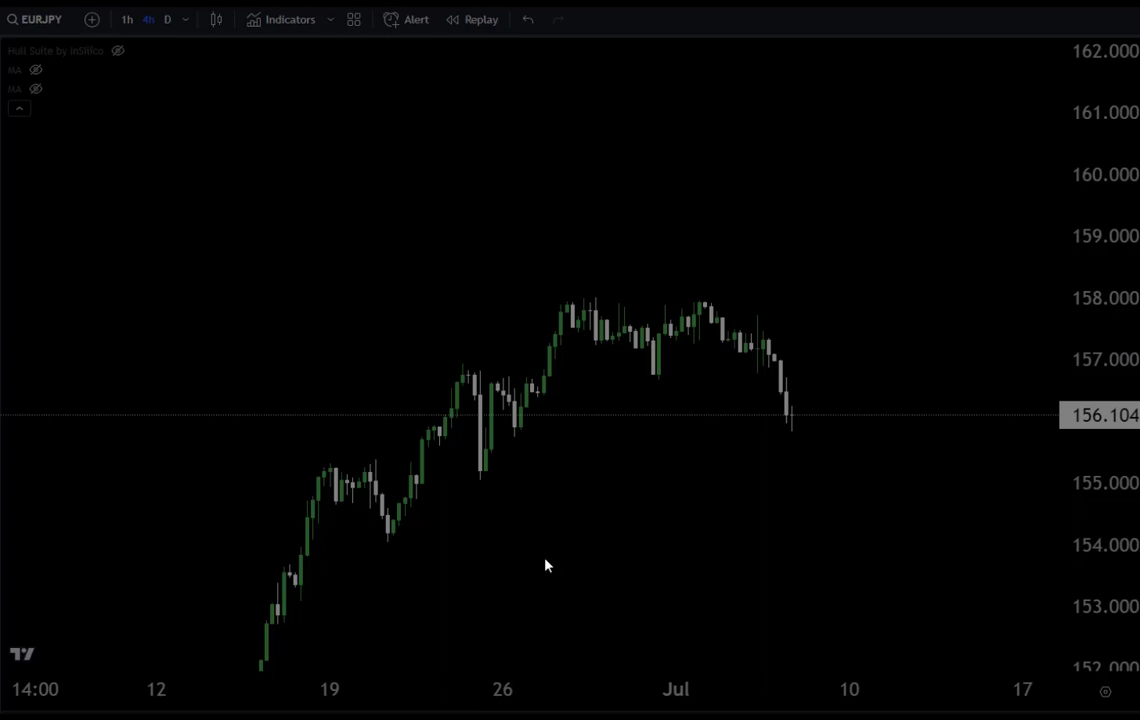 EURJPY 1h 4h D Indicators Alert Replay
Hull Suite by InSilico
MA
MA
162.000
161.000
160.000
159.000
158.000
157.000
156.104
155.000
154.000
153.000
152.000
14:00 12 19 26 Jul 10 17